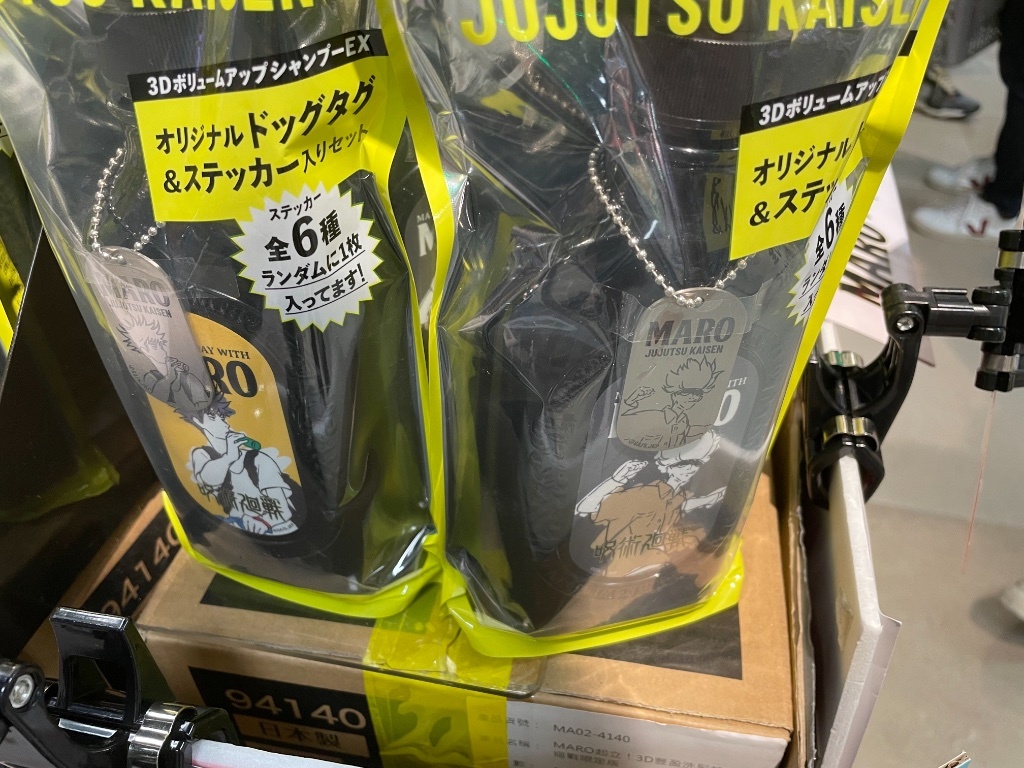 JUJUTSU KAISEN
3DボリュームアップシャンプーEX
オリジナルドッグタグ
&ステッカー入りセット
ステッカー
全6種
ランダムに1枚
入ってます!
MARO
JUJUTSU KAISEN
WITH
呪術廻戦
3Dボリュームアップ
オリジナル
&ステッ
全6種
MARO
JUJUTSU KAISEN
呪術廻戦
MARO
94140
94140
日本製
MA02-4140